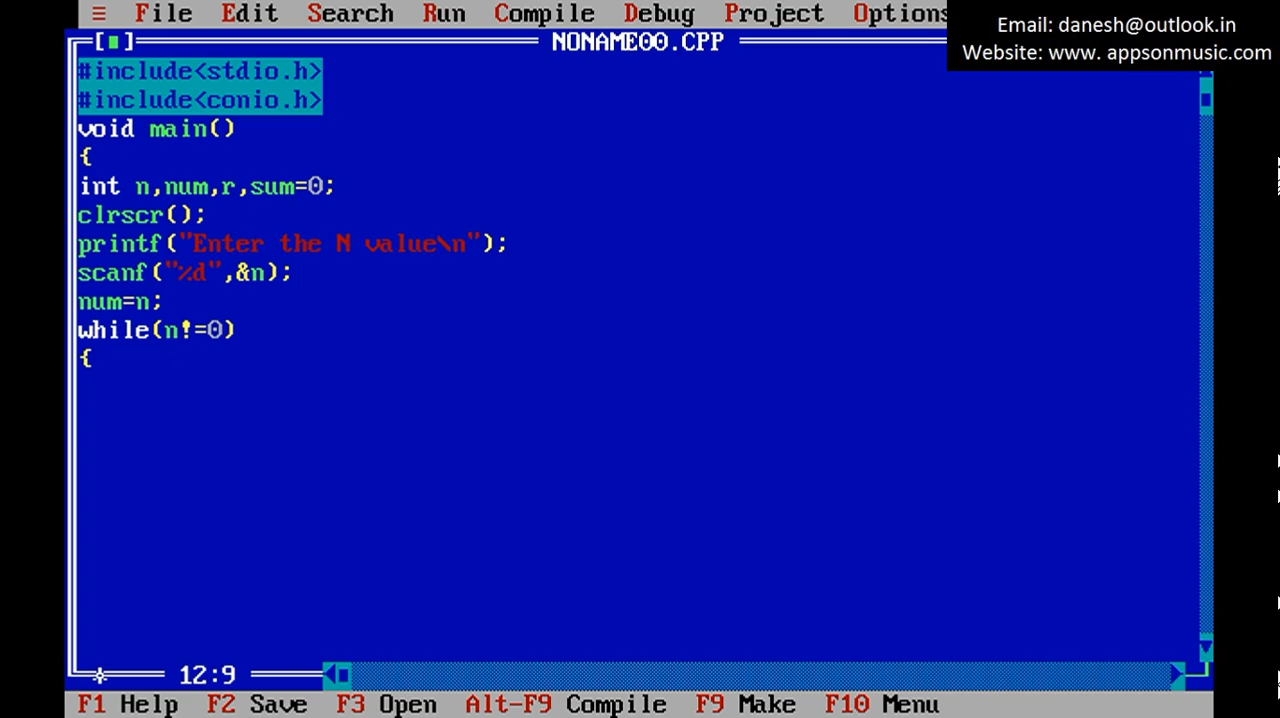 ≡ File Edit Search Run Compile Debug Project Options
Email: danesh@outlook.in
Website: www. appsonmusic.com
[■] NONAME00.CPP
#include<stdio.h>
#include<conio.h>
void main()
{
int n,num,r,sum=0;
clrscr();
printf("Enter the N value\n");
scanf("%d",&n);
num=n;
while(n!=0)
{
12:9
F1 Help F2 Save F3 Open Alt-F9 Compile F9 Make F10 Menu